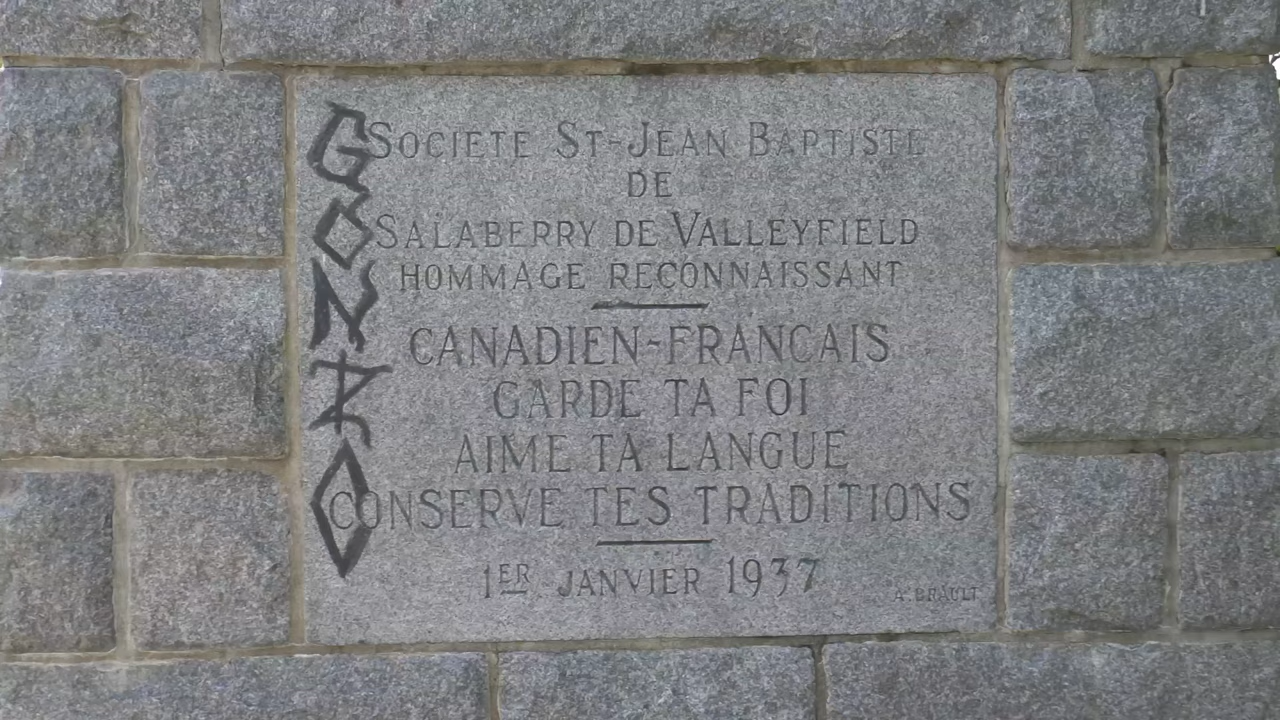 SOCIETE ST-JEAN BAPTISTE
DE
SALABERRY DE VALLEYFIELD
HOMMAGE RECONNAISSANT
CANADIEN-FRANCAIS
GARDE TA FOI
AIME TA LANGUE
CONSERVE TES TRADITIONS
1ER JANVIER 1937
A. BRAULT
GONZO